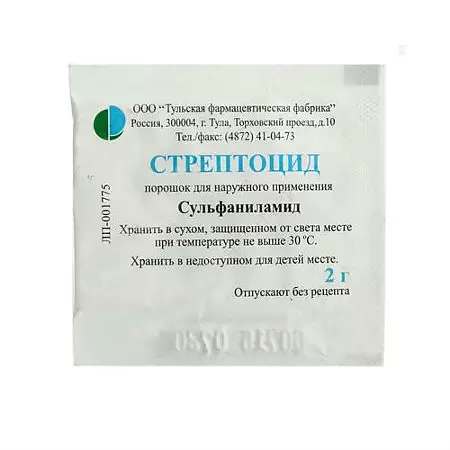 ООО "Тульская фармацевтическая фабрика"
Россия, 300004, г. Тула, Торховский проезд, д.10
Тел./факс: (4872) 41-04-73
СТРЕПТОЦИД
порошок для наружного применения
Сульфаниламид
Хранить в сухом, защищенном от света месте
при температуре не выше 30 °С.
Хранить в недоступном для детей месте.
2 г
Отпускают без рецепта
ЛП-001775